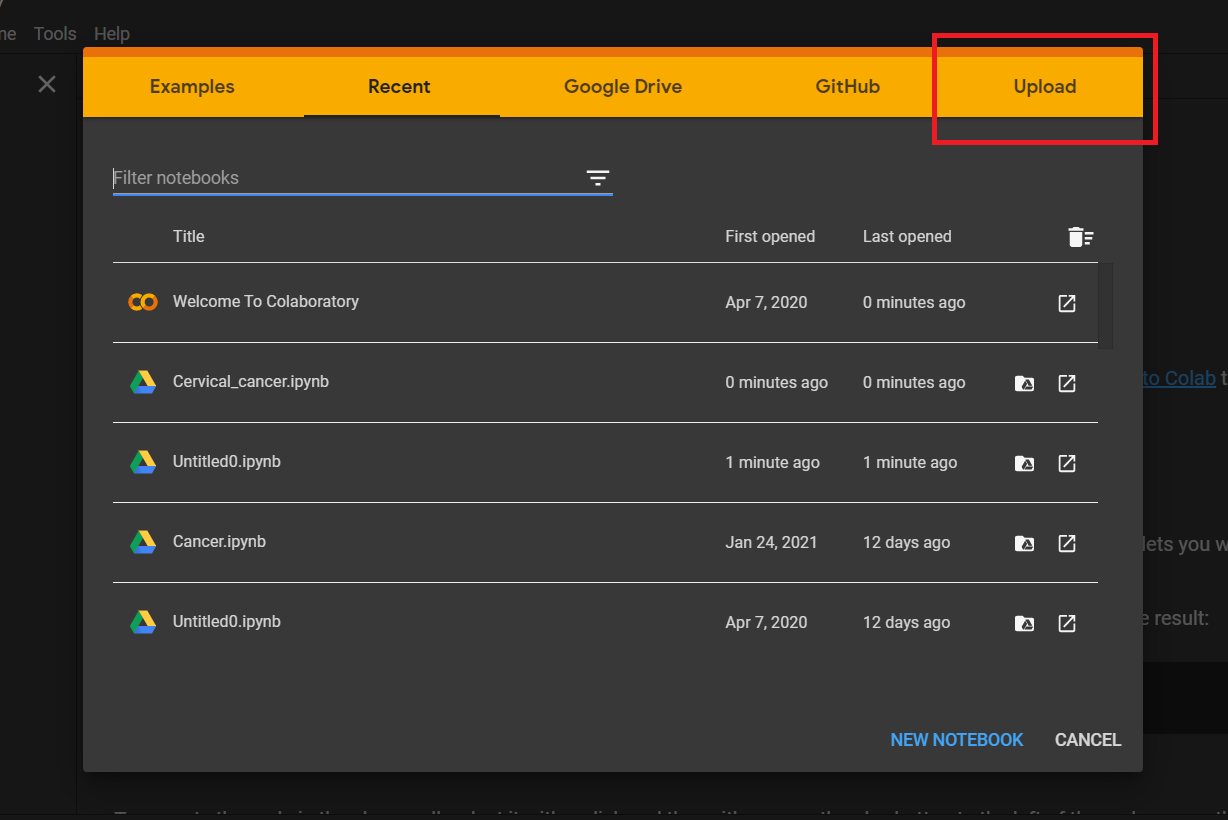 Tools Help
Examples Recent Google Drive GitHub Upload
Filter notebooks
Title First opened Last opened
Welcome To Colaboratory Apr 7, 2020 0 minutes ago
Cervical_cancer.ipynb 0 minutes ago 0 minutes ago
to Colab
Untitled0.ipynb 1 minute ago 1 minute ago
Cancer.ipynb Jan 24, 2021 12 days ago
lets you
Untitled0.ipynb Apr 7, 2020 12 days ago
result:
NEW NOTEBOOK CANCEL